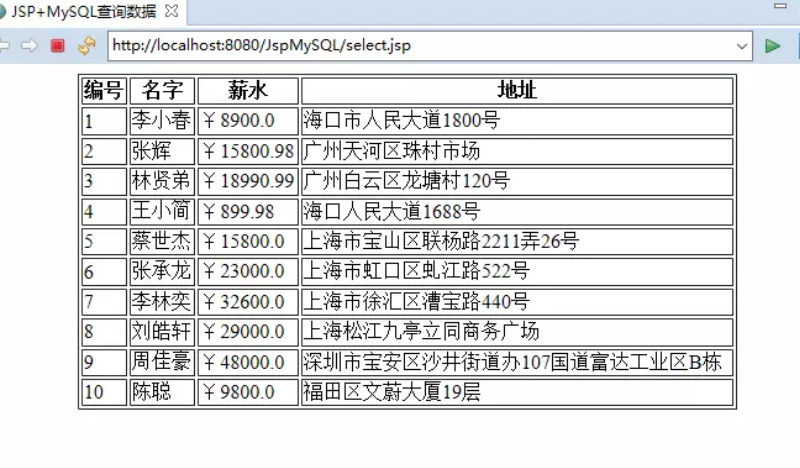 JSP+MySQL查询数据
http://localhost:8080/JspMySQL/select.jsp
编号 名字 薪水 地址
1 李小春 ￥8900.0 海口市人民大道1800号
2 张辉 ￥15800.98 广州天河区珠村市场
3 林贤弟 ￥18990.99 广州白云区龙塘村120号
4 王小简 ￥899.98 海口人民大道1688号
5 蔡世杰 ￥15800.0 上海市宝山区联杨路2211弄26号
6 张承龙 ￥23000.0 上海市虹口区虬江路522号
7 李林奕 ￥32600.0 上海市徐汇区漕宝路440号
8 刘皓轩 ￥29000.0 上海松江九亭立同商务广场
9 周佳豪 ￥48000.0 深圳市宝安区沙井街道办107国道富达工业区B栋
10 陈聪 ￥9800.0 福田区文蔚大厦19层